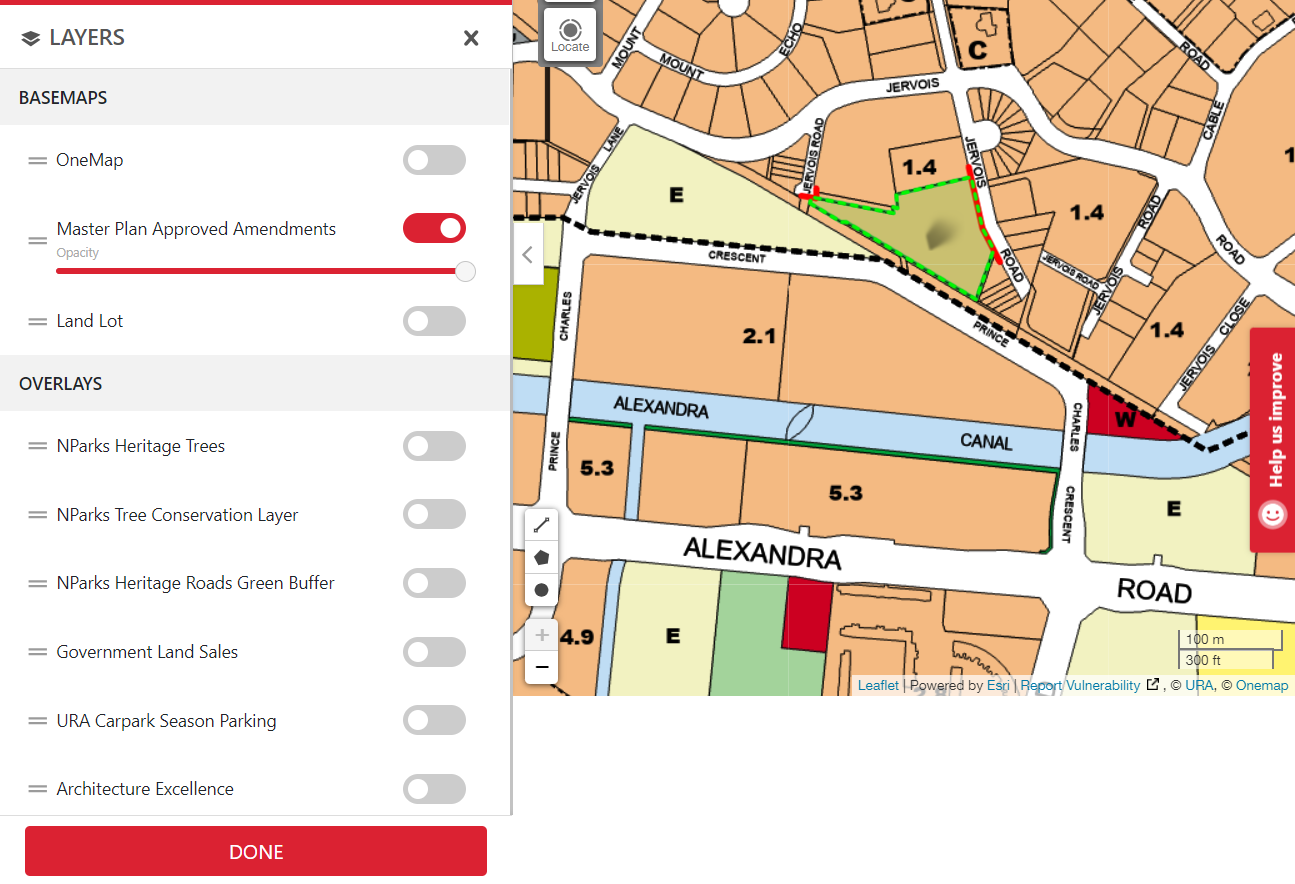 LAYERS
BASEMAPS
OneMap
Master Plan Approved Amendments
Opacity
Land Lot
OVERLAYS
NParks Heritage Trees
NParks Tree Conservation Layer
NParks Heritage Roads Green Buffer
Government Land Sales
URA Carpark Season Parking
Architecture Excellence
DONE
Locate
MOUNT
MOUNT
ECHO
C
JERVOIS
ROAD
CABLE
JERVOIS LANE
JERVOIS ROAD
JERVOIS
ROAD
1.4
E
1.4
ROAD
JERVOIS
JERVOIS ROAD
ROAD
CRESCENT
CHARLES
PRINCE
2.1
PRINCE
1.4
JERVOIS CLOSE
ALEXANDRA
CANAL
CHARLES
CRESCENT
W
5.3
5.3
E
ALEXANDRA
ROAD
4.9
E
100 m
300 ft
Help us improve
Leaflet | Powered by Esri | Report Vulnerability , © URA, © Onemap